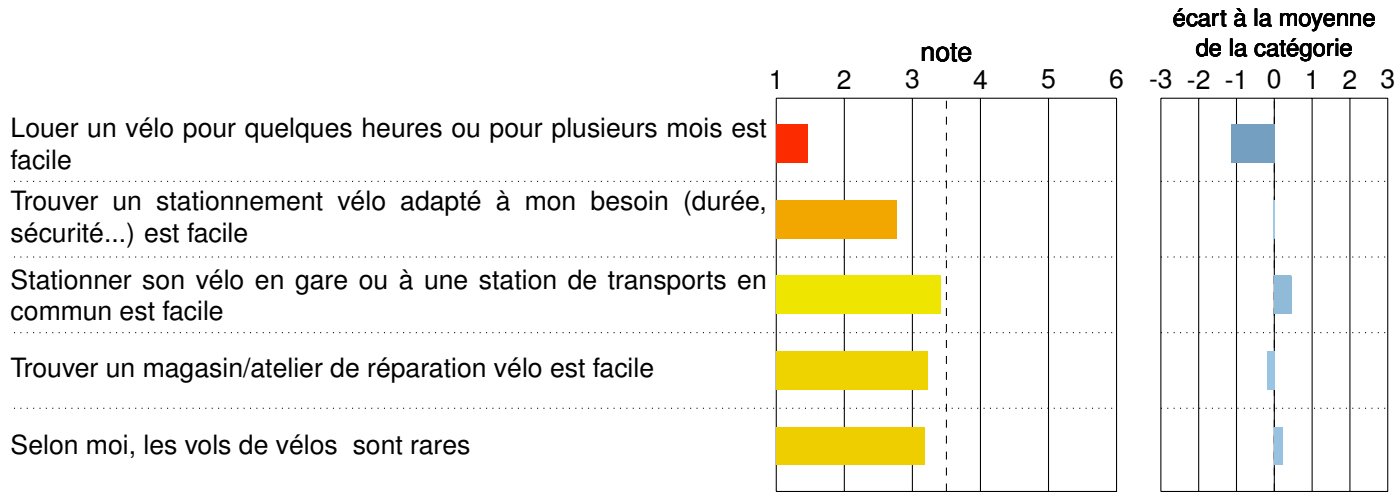 écart à la moyenne
de la catégorie
note
1 2 3 4 5 6
-3 -2 -1 0 1 2 3
Louer un vélo pour quelques heures ou pour plusieurs mois est
facile
Trouver un stationnement vélo adapté à mon besoin (durée,
sécurité...) est facile
Stationner son vélo en gare ou à une station de transports en
commun est facile
Trouver un magasin/atelier de réparation vélo est facile
Selon moi, les vols de vélos sont rares